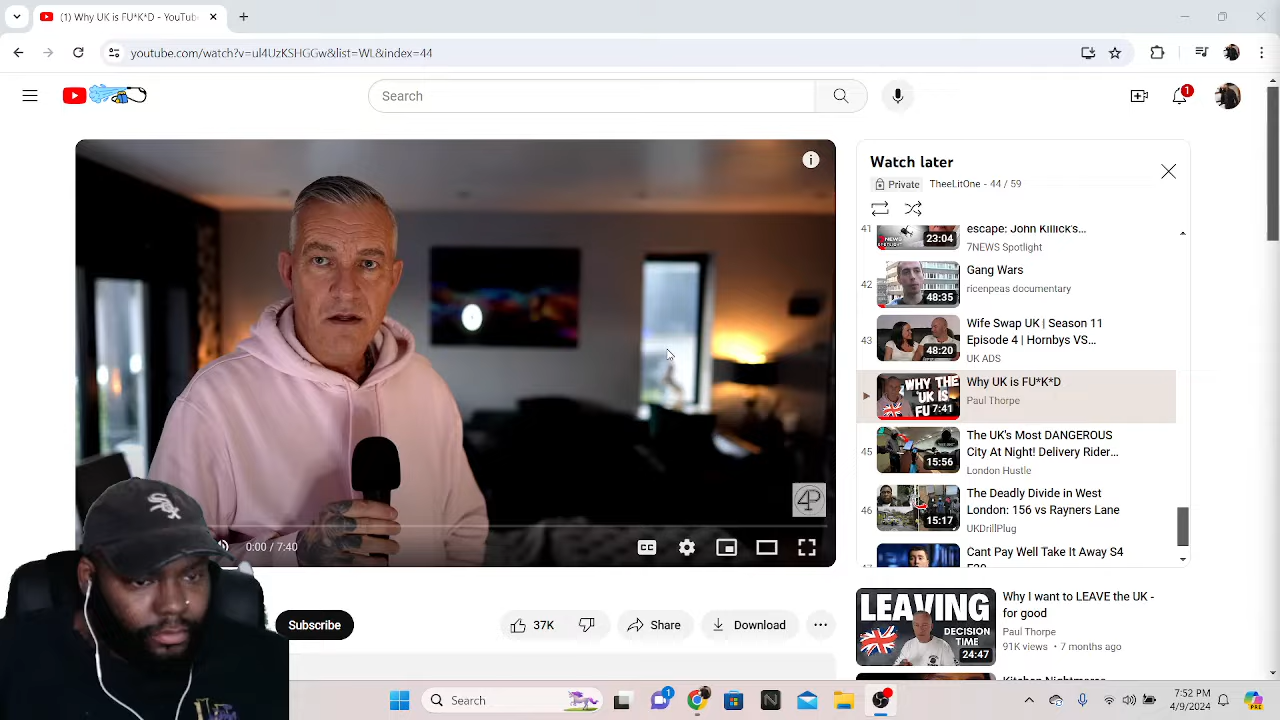 (1) Why UK is FU*K*D - YouTub
youtube.com/watch?v=ul4UzKSHGGw&list=WL&index=44
Search
1
Watch later
Private TheeLitOne - 44 / 59
41
escape: John Killick's...
23:04
7NEWS Spotlight
42
Gang Wars
48:35
ricenpeas documentary
43
Wife Swap UK | Season 11
Episode 4 | Hornbys VS...
48:20
UK ADS
WHY THE
UK IS
FU
7:41
Why UK is FU*K*D
Paul Thorpe
45
The UK's Most DANGEROUS
City At Night! Delivery Rider...
15:56
London Hustle
46
The Deadly Divide in West
London: 156 vs Rayners Lane
15:17
UKDrillPlug
Cant Pay Well Take It Away S4
4P
0:00 / 7:40
CC
SOX
Subscribe
37K
Share
Download
LEAVING
DECISION
TIME
24:47
Why I want to LEAVE the UK -
for good
Paul Thorpe
91K views • 7 months ago
Search
1
7:52 PM
4/9/2024